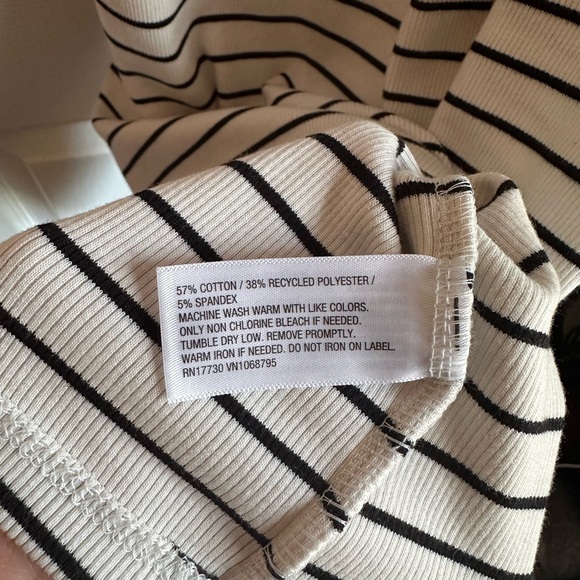 57% COTTON / 38% RECYCLED POLYESTER /
5% SPANDEX
MACHINE WASH WARM WITH LIKE COLORS.
ONLY NON CHLORINE BLEACH IF NEEDED.
TUMBLE DRY LOW. REMOVE PROMPTLY.
WARM IRON IF NEEDED. DO NOT IRON ON LABEL.
RN17730 VN1068795